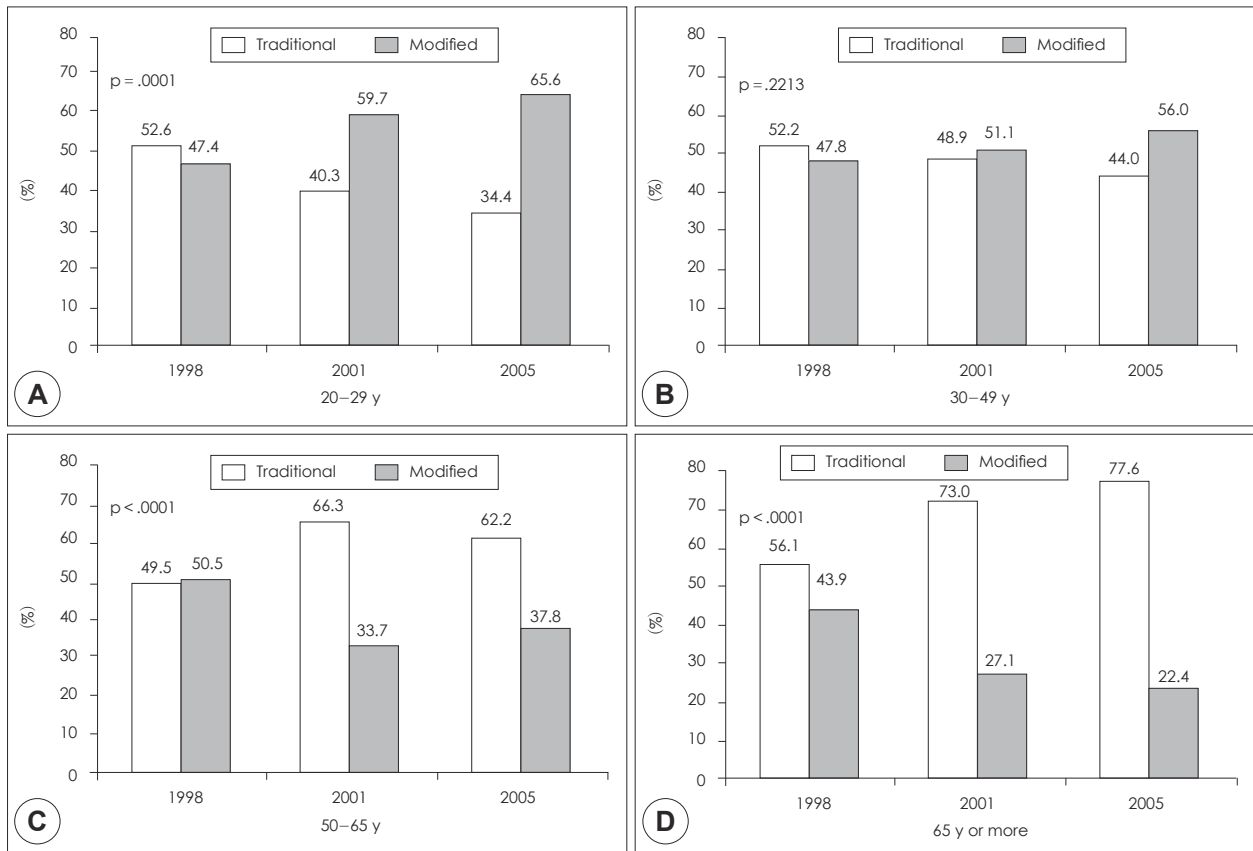 80
70
60
50
40
30
20
10
0
(%)
Traditional Modified
p = .0001
52.6 47.4 40.3 59.7 34.4 65.6
1998 2001 2005
20–29 y
A
80
70
60
50
40
30
20
10
0
(%)
Traditional Modified
p = .2213
52.2 47.8 48.9 51.1 44.0 56.0
1998 2001 2005
30–49 y
B
80
70
60
50
40
30
20
10
0
(%)
Traditional Modified
p < .0001
49.5 50.5 66.3 33.7 62.2 37.8
1998 2001 2005
50–65 y
C
80
70
60
50
40
30
20
10
0
(%)
Traditional Modified
p < .0001
56.1 43.9 73.0 27.1 77.6 22.4
1998 2001 2005
65 y or more
D